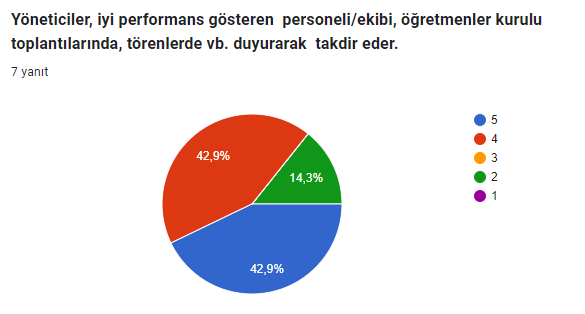 Yöneticiler, iyi performans gösteren  personeli/ekibi, öğretmenler kurulu
toplantılarında, törenlerde vb. duyurarak  takdir eder.
7 yanıt
42,9%
14,3%
42,9%
5
4
3
2
1